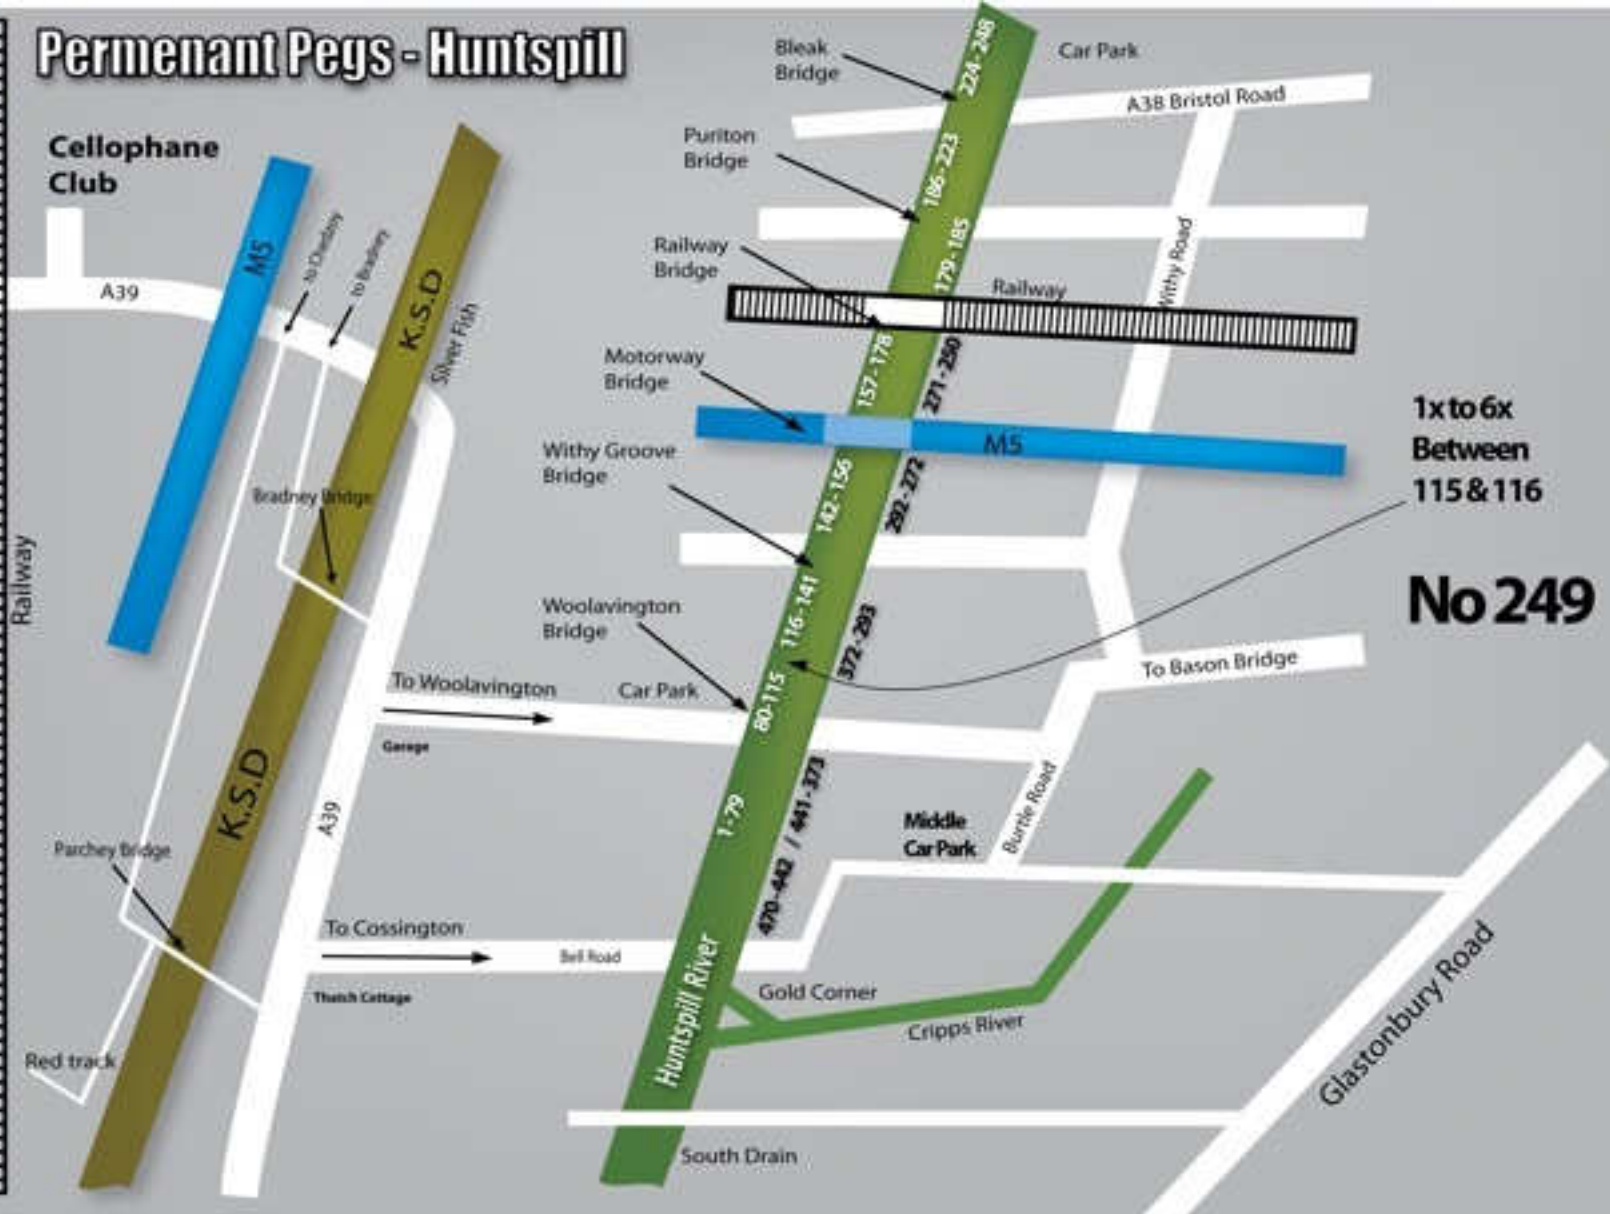 Permenant Pegs - Huntspill
Cellophane
Club
M5
to Chedzoy
to Bradney
A39
K.S.D
Silver Fish
Bradney Bridge
Railway
K.S.D
A39
Parchey Bridge
Red track
To Woolavington
Garage
To Cossington
Thatch Cottage
Bell Road
Car Park
Bleak
Bridge
Puriton
Bridge
Railway
Bridge
Motorway
Bridge
Withy Groove
Bridge
Woolavington
Bridge
224-248
186-223
179-185
157-178
142-156
116-141
80-115
1-79
Huntspill River
271-250
292-272
372-293
470-442 / 441-373
Car Park
A38 Bristol Road
Withy Road
Railway
M5
1x to 6x
Between
115 & 116
No 249
To Bason Bridge
Burtle Road
Middle
Car Park
Gold Corner
Cripps River
Glastonbury Road
South Drain